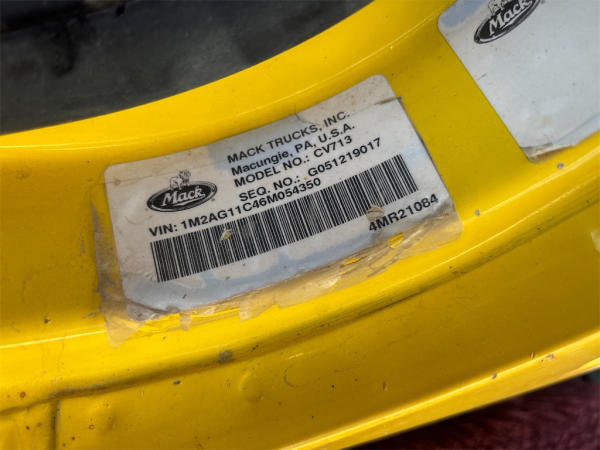 Mack
MACK TRUCKS, INC.
Macungie, PA, U.S.A.
MODEL NO.: CV713
SEQ. NO.: G051219017
VIN: 1M2AG11C46M054350
4MR21084
Mack